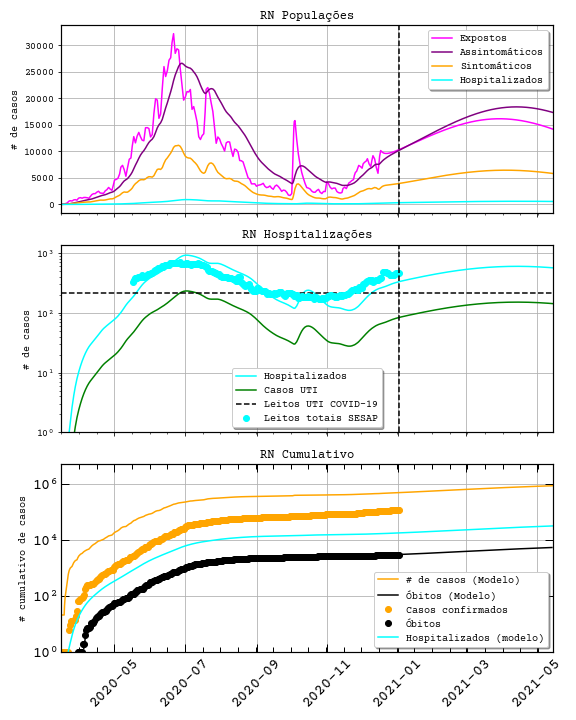 RN Populações
# de casos
30000
25000
20000
15000
10000
5000
0
Expostos
Assintomáticos
Sintomáticos
Hospitalizados
RN Hospitalizações
# de casos
10³
10²
10¹
10⁰
Hospitalizados
Casos UTI
Leitos UTI COVID-19
Leitos totais SESAP
RN Cumulativo
# cumulativo de casos
10⁶
10⁴
10²
10⁰
# de casos (Modelo)
Óbitos (Modelo)
Casos confirmados
Óbitos
Hospitalizados (modelo)
2020-05
2020-07
2020-09
2020-11
2021-01
2021-03
2021-05